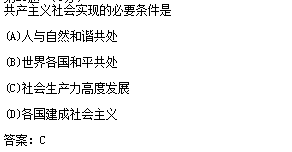 共产主义社会实现的必要条件是
(A)人与自然和谐共处
(B)世界各国和平共处
(C)社会生产力高度发展
(D)各国建成社会主义
答案：C